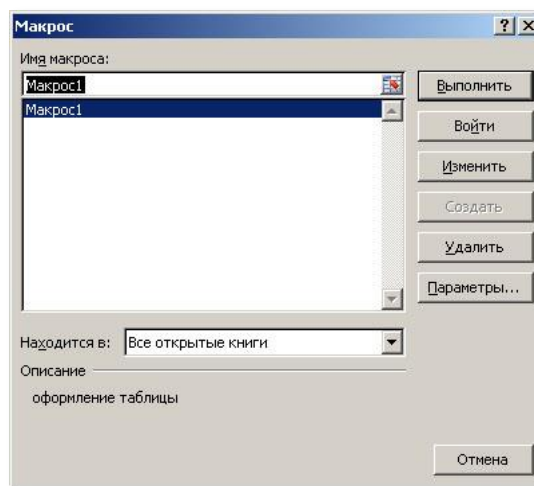 Макрос
Имя макроса:
Макрос1
Макрос1
Выполнить
Войти
Изменить
Создать
Удалить
Параметры...
Находится в: Все открытые книги
Описание
оформление таблицы
Отмена